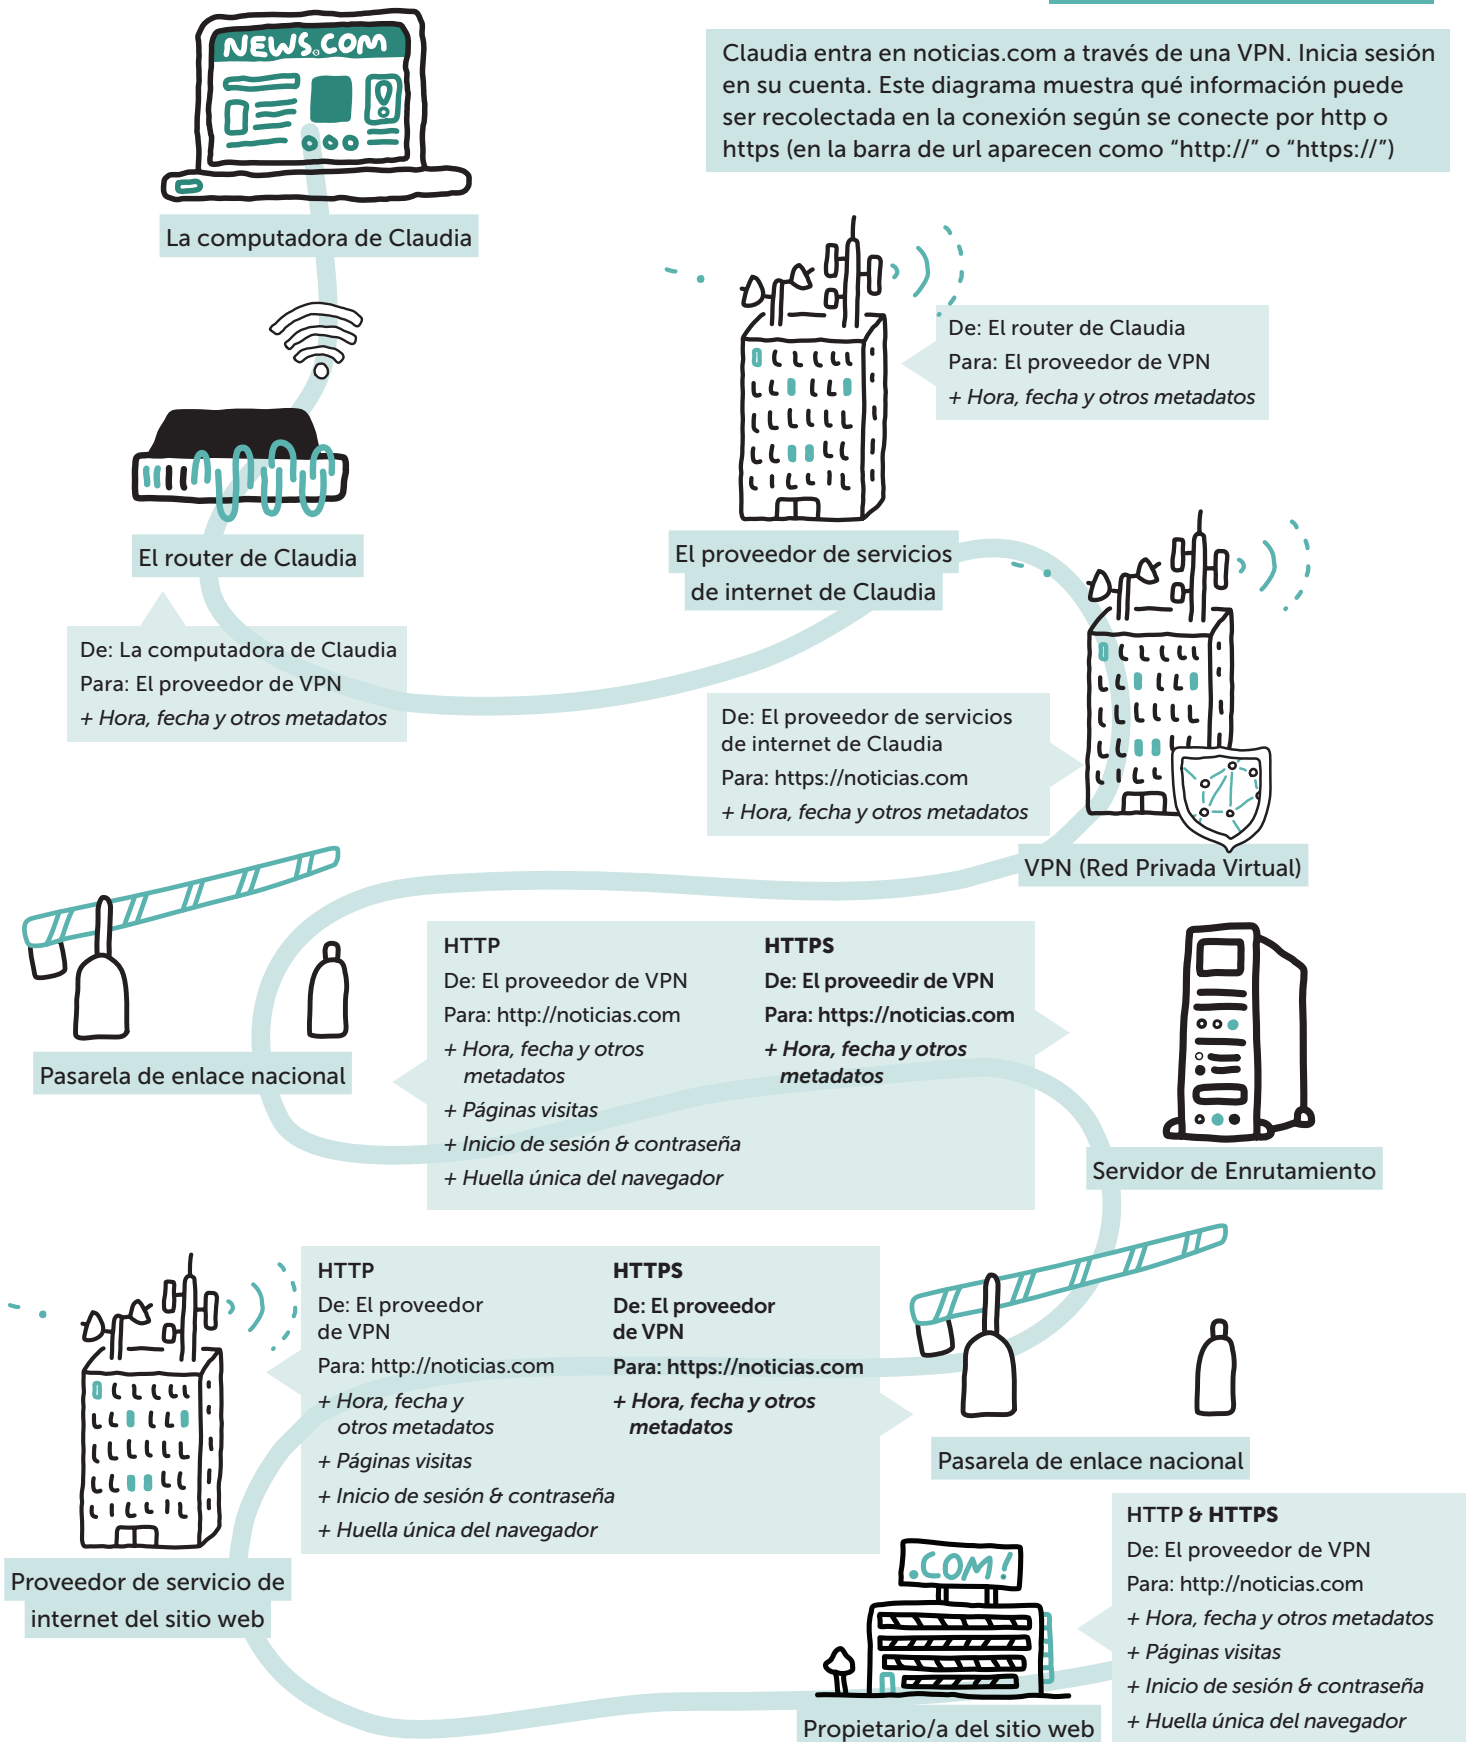 NEWS.COM
Claudia entra en noticias.com a través de una VPN. Inicia sesión
en su cuenta. Este diagrama muestra qué información puede
ser recolectada en la conexión según se conecte por http o
https (en la barra de url aparecen como “http://” o “https://”)
La computadora de Claudia
De: El router de Claudia
Para: El proveedor de VPN
+ Hora, fecha y otros metadatos
El router de Claudia
El proveedor de servicios
de internet de Claudia
De: La computadora de Claudia
Para: El proveedor de VPN
+ Hora, fecha y otros metadatos
De: El proveedor de servicios
de internet de Claudia
Para: https://noticias.com
+ Hora, fecha y otros metadatos
VPN (Red Privada Virtual)
Pasarela de enlace nacional
HTTP
De: El proveedor de VPN
Para: http://noticias.com
+ Hora, fecha y otros
metadatos
+ Páginas visitas
+ Inicio de sesión & contraseña
+ Huella única del navegador
HTTPS
De: El proveedir de VPN
Para: https://noticias.com
+ Hora, fecha y otros
metadatos
Servidor de Enrutamiento
HTTP
De: El proveedor
de VPN
Para: http://noticias.com
+ Hora, fecha y
otros metadatos
+ Páginas visitas
+ Inicio de sesión & contraseña
+ Huella única del navegador
HTTPS
De: El proveedor
de VPN
Para: https://noticias.com
+ Hora, fecha y otros
metadatos
Pasarela de enlace nacional
Proveedor de servicio de
internet del sitio web
.COM!
HTTP & HTTPS
De: El proveedor de VPN
Para: http://noticias.com
+ Hora, fecha y otros metadatos
+ Páginas visitas
+ Inicio de sesión & contraseña
+ Huella única del navegador
Propietario/a del sitio web